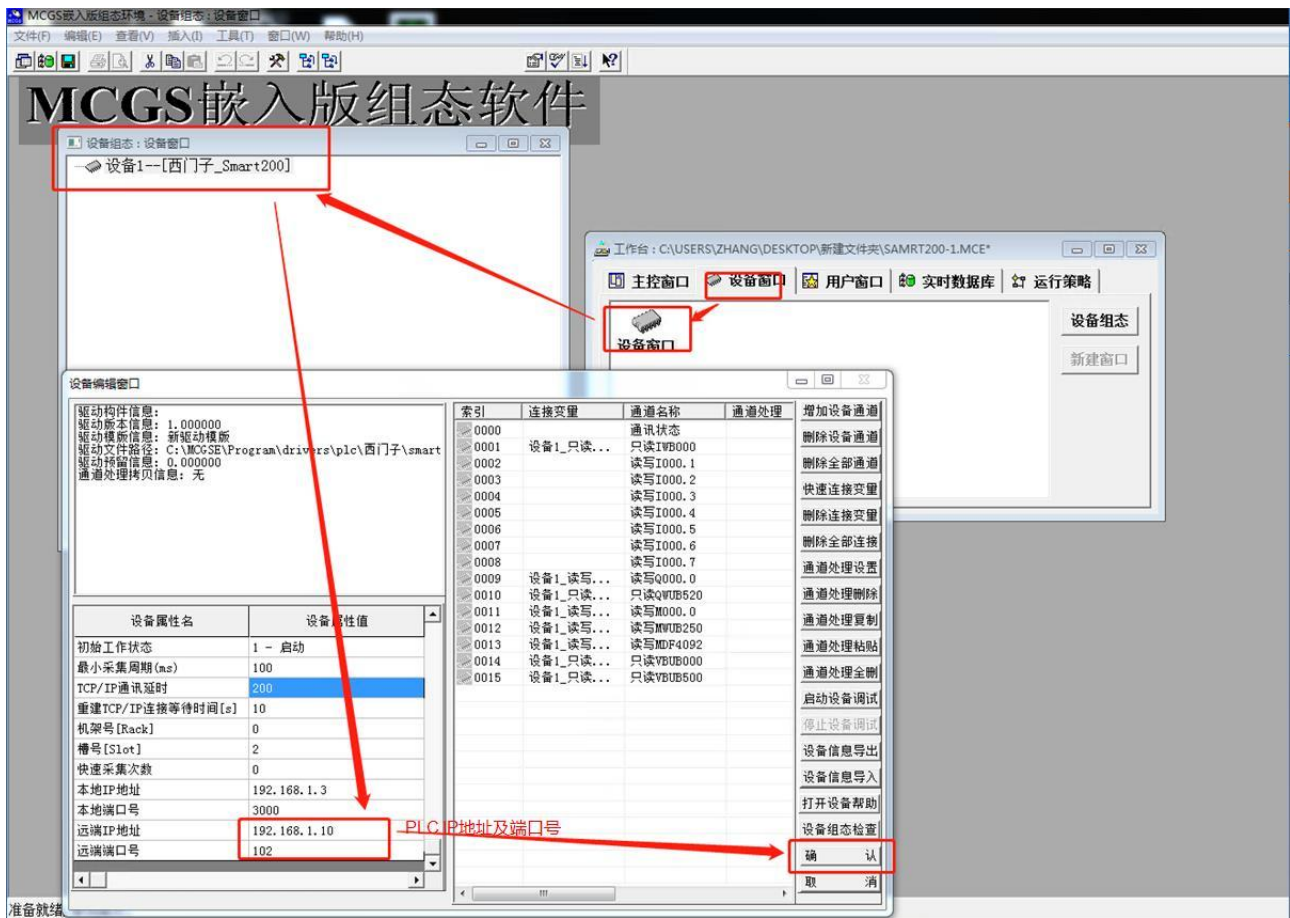 MCGS嵌入版组态环境 - 设备组态 : 设备窗口
文件(F) 编辑(E) 查看(V) 插入(I) 工具(T) 窗口(W) 帮助(H)
MCGS嵌入版组态软件
设备组态 : 设备窗口
设备1--[西门子_Smart200]
工作台 : C:\USERS\ZHANG\DESKTOP\新建文件夹\SAMRT200-1.MCE*
主控窗口 设备窗口 用户窗口 实时数据库 运行策略
设备窗口
设备组态
新建窗口
设备编辑窗口
驱动构件信息:
驱动版本信息: 1.000000
驱动模版信息: 新驱动模版
驱动文件路径: C:\MCGSE\Program\drivers\plc\西门子\smart
驱动预留信息: 0.000000
通道处理拷贝信息: 无
设备属性名 设备属性值
初始工作状态 1 - 启动
最小采集周期(ms) 100
TCP/IP通讯延时 200
重建TCP/IP连接等待时间[s] 10
机架号[Rack] 0
槽号[Slot] 2
快速采集次数 0
本地IP地址 192.168.1.3
本地端口号 3000
远端IP地址 192.168.1.10
远端端口号 102
PLC IP地址及端口号
索引 连接变量 通道名称 通道处理
0000 通讯状态
0001 设备1_只读... 只读IWB000
0002 读写I000.1
0003 读写I000.2
0004 读写I000.3
0005 读写I000.4
0006 读写I000.5
0007 读写I000.6
0008 读写I000.7
0009 设备1_读写... 读写Q000.0
0010 设备1_只读... 只读QWUB520
0011 设备1_读写... 读写M000.0
0012 设备1_读写... 读写MWUB250
0013 设备1_读写... 读写MDF4092
0014 设备1_只读... 只读VBUB000
0015 设备1_只读... 只读VBUB500
增加设备通道
删除设备通道
删除全部通道
快速连接变量
删除连接变量
删除全部连接
通道处理设置
通道处理删除
通道处理复制
通道处理粘贴
通道处理全删
启动设备调试
停止设备调试
设备信息导出
设备信息导入
打开设备帮助
设备组态检查
确 认
取 消
准备就绪